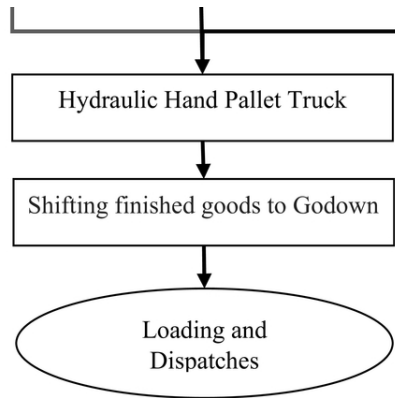 Hydraulic Hand Pallet Truck
Shifting finished goods to Godown
Loading and
Dispatches